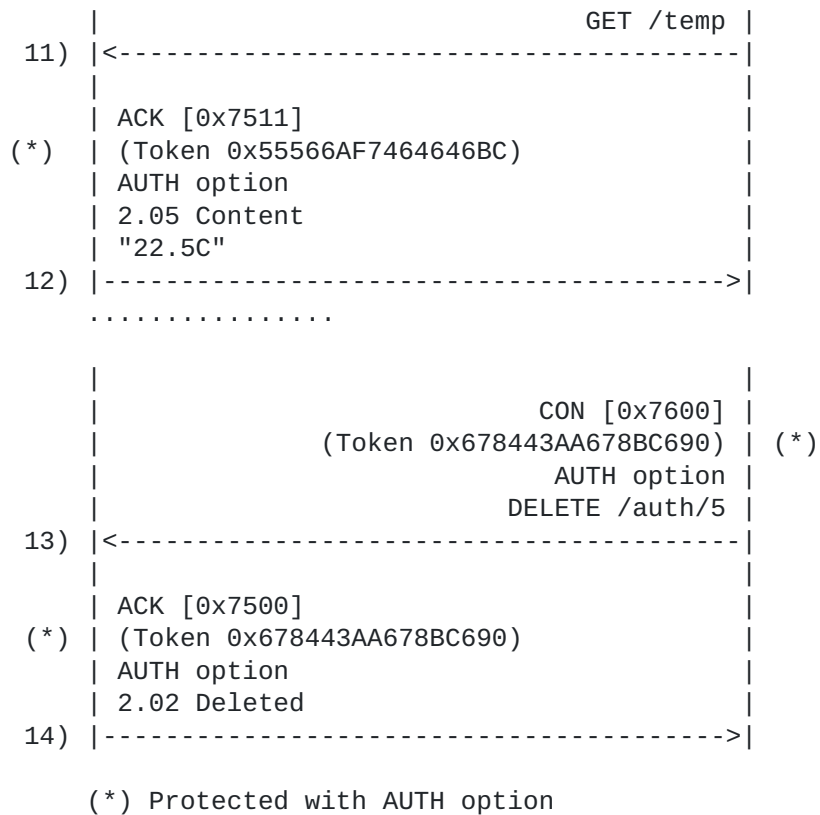 |                                         |
     |                               GET /temp |
 11) |<----------------------------------------|
     |                                         |
     | ACK [0x7511]                            |
(*)  | (Token 0x55566AF7464646BC)              |
     | AUTH option                             |
     | 2.05 Content                            |
     | "22.5C"                                 |
 12) |---------------------------------------->|
     ................

     |                                         |
     |                            CON [0x7600] |
     |              (Token 0x678443AA678BC690) | (*)
     |                             AUTH option |
     |                          DELETE /auth/5 |
 13) |<----------------------------------------|
     |                                         |
     | ACK [0x7500]                            |
 (*) | (Token 0x678443AA678BC690)              |
     | AUTH option                             |
     | 2.02 Deleted                            |
 14) |---------------------------------------->|

     (*) Protected with AUTH option